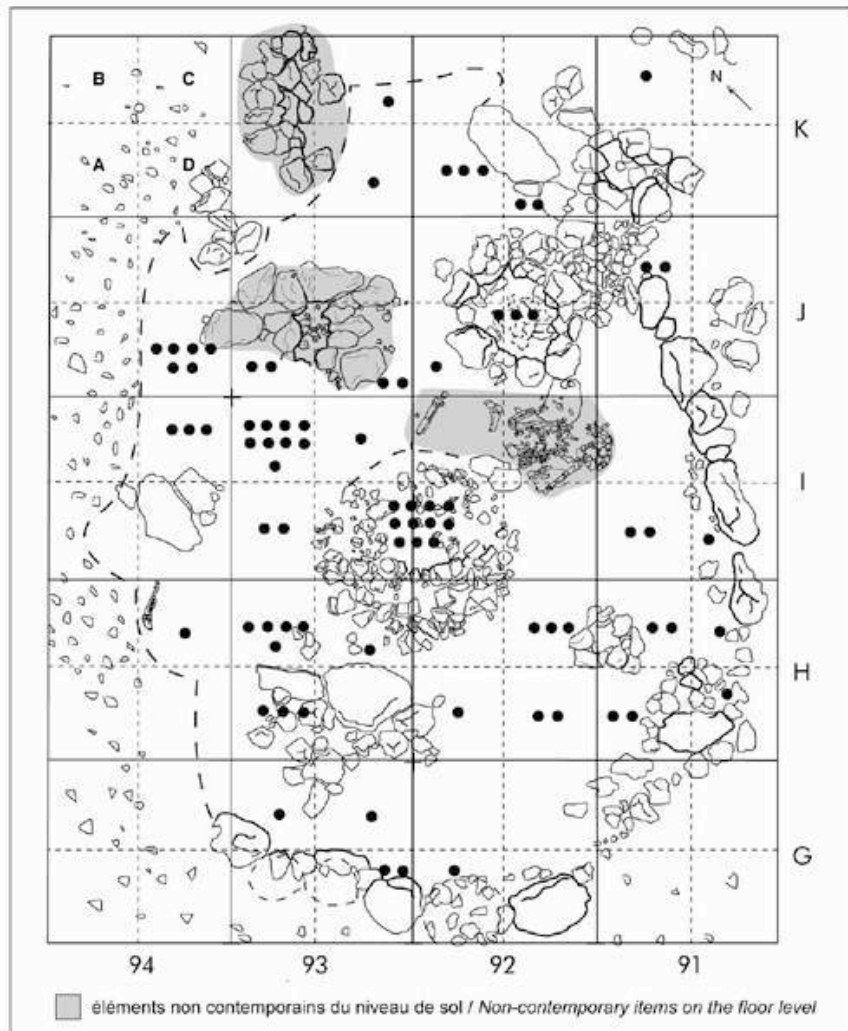 B C
N
K
A D
J
I
H
G
94 93 92 91
éléments non contemporains du niveau de sol / Non-contemporary items on the floor level